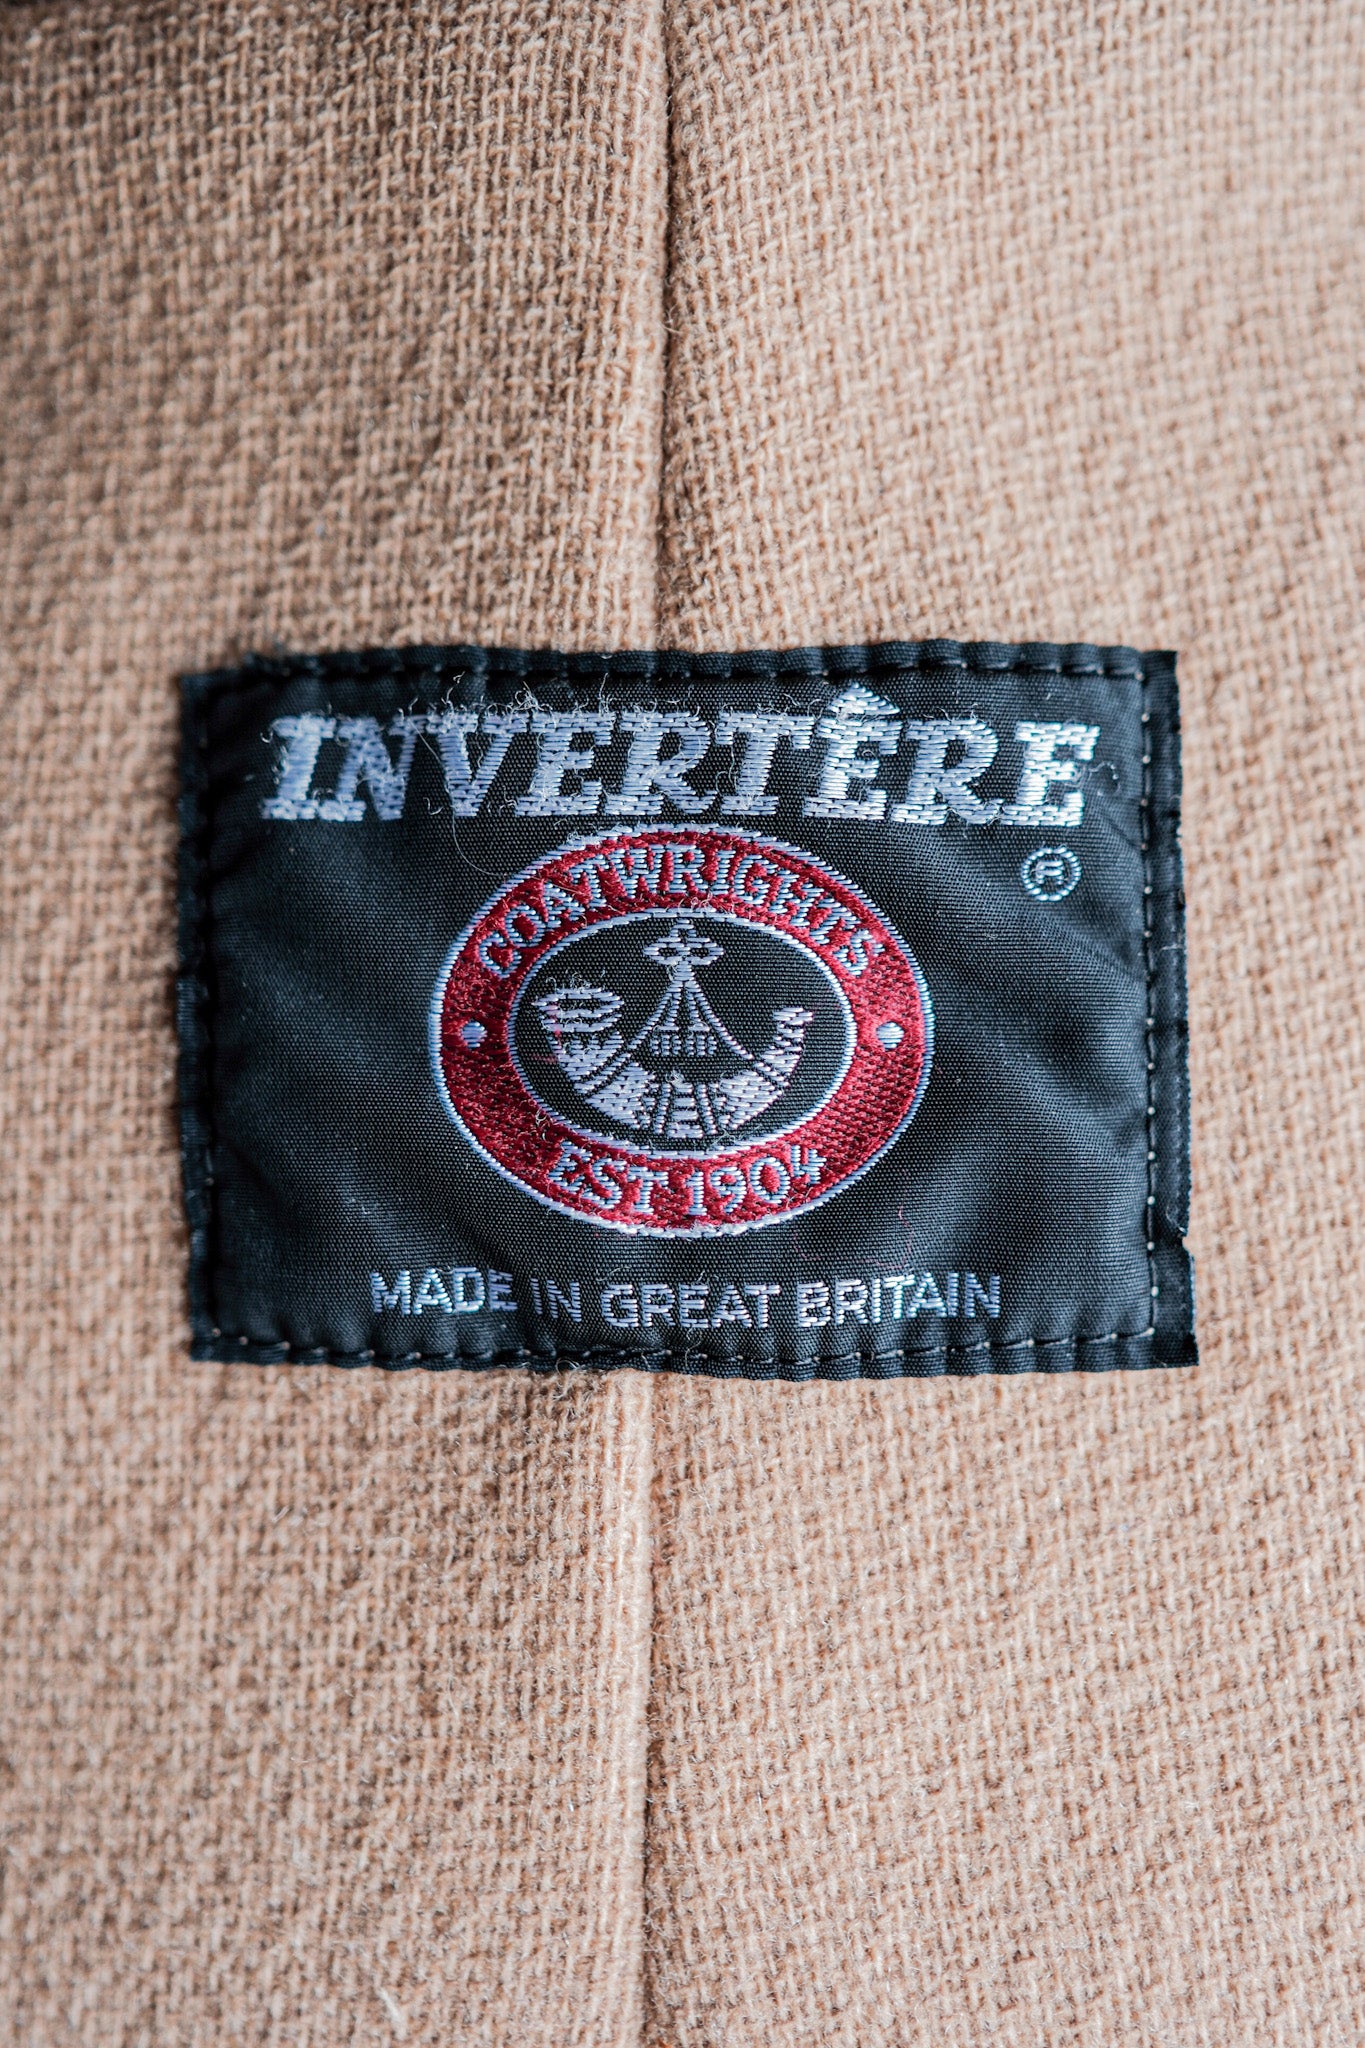 INVERTÊRE
®
COATWRIGHTS
EST 1904
MADE IN GREAT BRITAIN